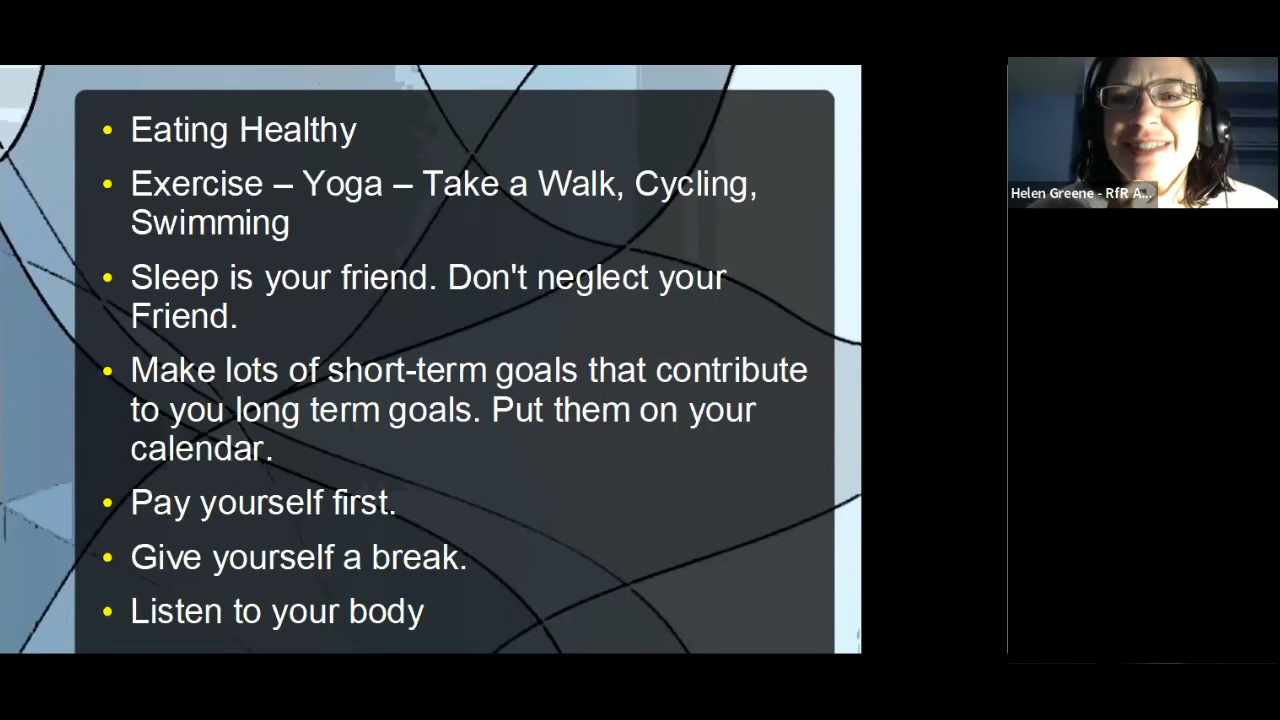 • Eating Healthy
• Exercise – Yoga – Take a Walk, Cycling,
Swimming
• Sleep is your friend. Don't neglect your
Friend.
• Make lots of short-term goals that contribute
to you long term goals. Put them on your
calendar.
• Pay yourself first.
• Give yourself a break.
• Listen to your body
Helen Greene - RfR A...